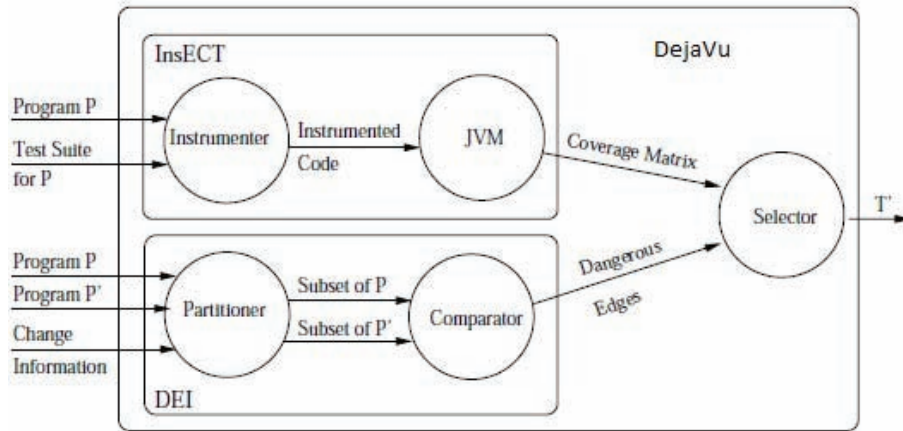 InsECT
DejaVu
Program P
Test Suite
for P
Instrumenter
Instrumented
Code
JVM
Coverage Matrix
Selector
T'
Program P
Program P'
Change
Information
Partitioner
Subset of P
Subset of P'
Comparator
Dangerous
Edges
DEI